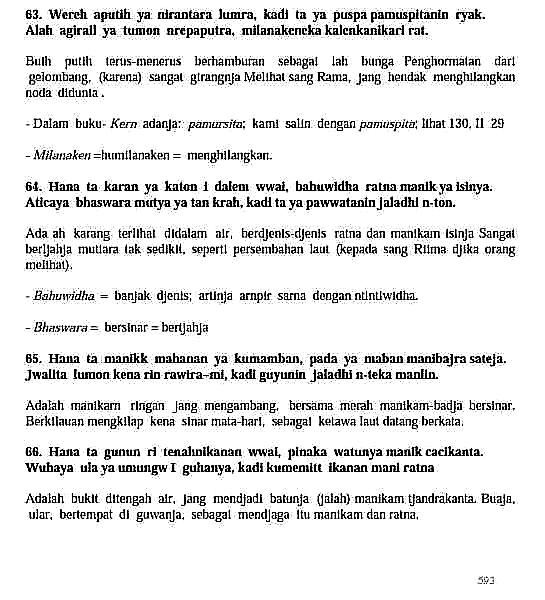 63. Wereh aputih ya nirantara lumra, kadi ta ya puspa pamuspitanin ryak.
Alah agirall ya tumon nrepaputra, milanakeneka kalenkanikari rat.
Buih putih terus-menerus berhamburan sebagai lah bunga Penghormatan dari
gelombang, (karena) sangat girangnja Melihat sang Rama, jang hendak menghilangkan
noda didunia .
- Dalam buku- Kern adanja: pamursita; kami salin dengan pamuspita; lihat 130, II 29
- Milanaken =humilanaken = menghilangkan.
64. Hana ta karan ya katon i dalem wwai, bahuwidha ratna manik ya isinya.
Aticaya bhaswara mutya ya tan krah, kadi ta ya pawwatanin jaladhi n-ton.
Ada ah karang terlihat didalam air, berdjenis-djenis ratna dan manikam isinja Sangat
berjjahja mutiara tak sedikit, seperti persembahan laut (kepada sang Riima djika orang
melihat).
- Bahuwidha = banjak djenis; artinja arnpir sarna dengan ntintiwidha.
- Bhaswara = bersinar = bertjahja
65. Hana ta manikk mahanan ya kumamban, pada ya maban manibajra sateja.
Jwalita lumon kena rin rawira-mi, kadi guyunin jaladhi n-teka manlin.
Adalah manikarn ringan jang mengambang, bersama merah manikam-badja bersinar.
Berkilauan mengkilap kena sinar mata-hari, sebagai ketawa laut datang berkata.
66. Hana ta gunun ri tenahnikanan wwai, pinaka watunya manik cacikanta.
Wuhaya ula ya umungw I guhanya, kadi kumemitt ikanan mani ratna
Adalah bukit ditengah air, jang mendjadi batunja (jalah) manikam tjandrakanta. Buaja,
ular, bertempat di guwanja, sebagai mendjaga itu manikam dan ratna,
593